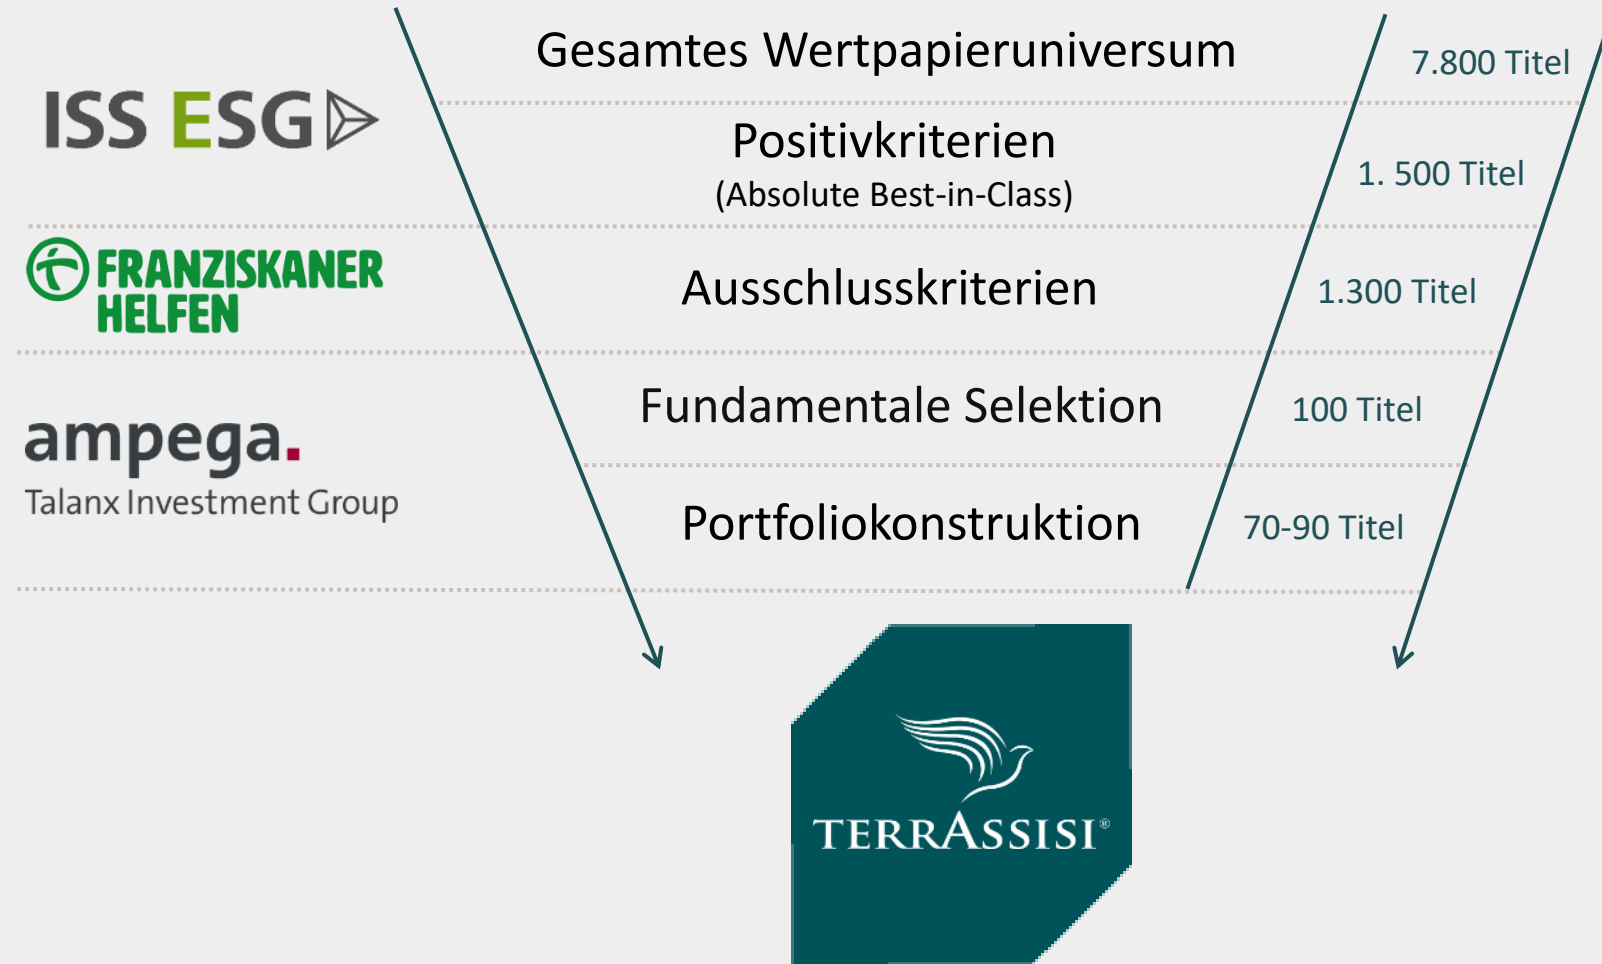 Gesamtes Wertpapieruniversum
7.800 Titel
ISS ESG
Positivkriterien
(Absolute Best-in-Class)
1. 500 Titel
FRANZISKANER
HELFEN
Ausschlusskriterien
1.300 Titel
Fundamentale Selektion
100 Titel
ampega.
Talanx Investment Group
Portfoliokonstruktion
70-90 Titel
TERRASSISI®